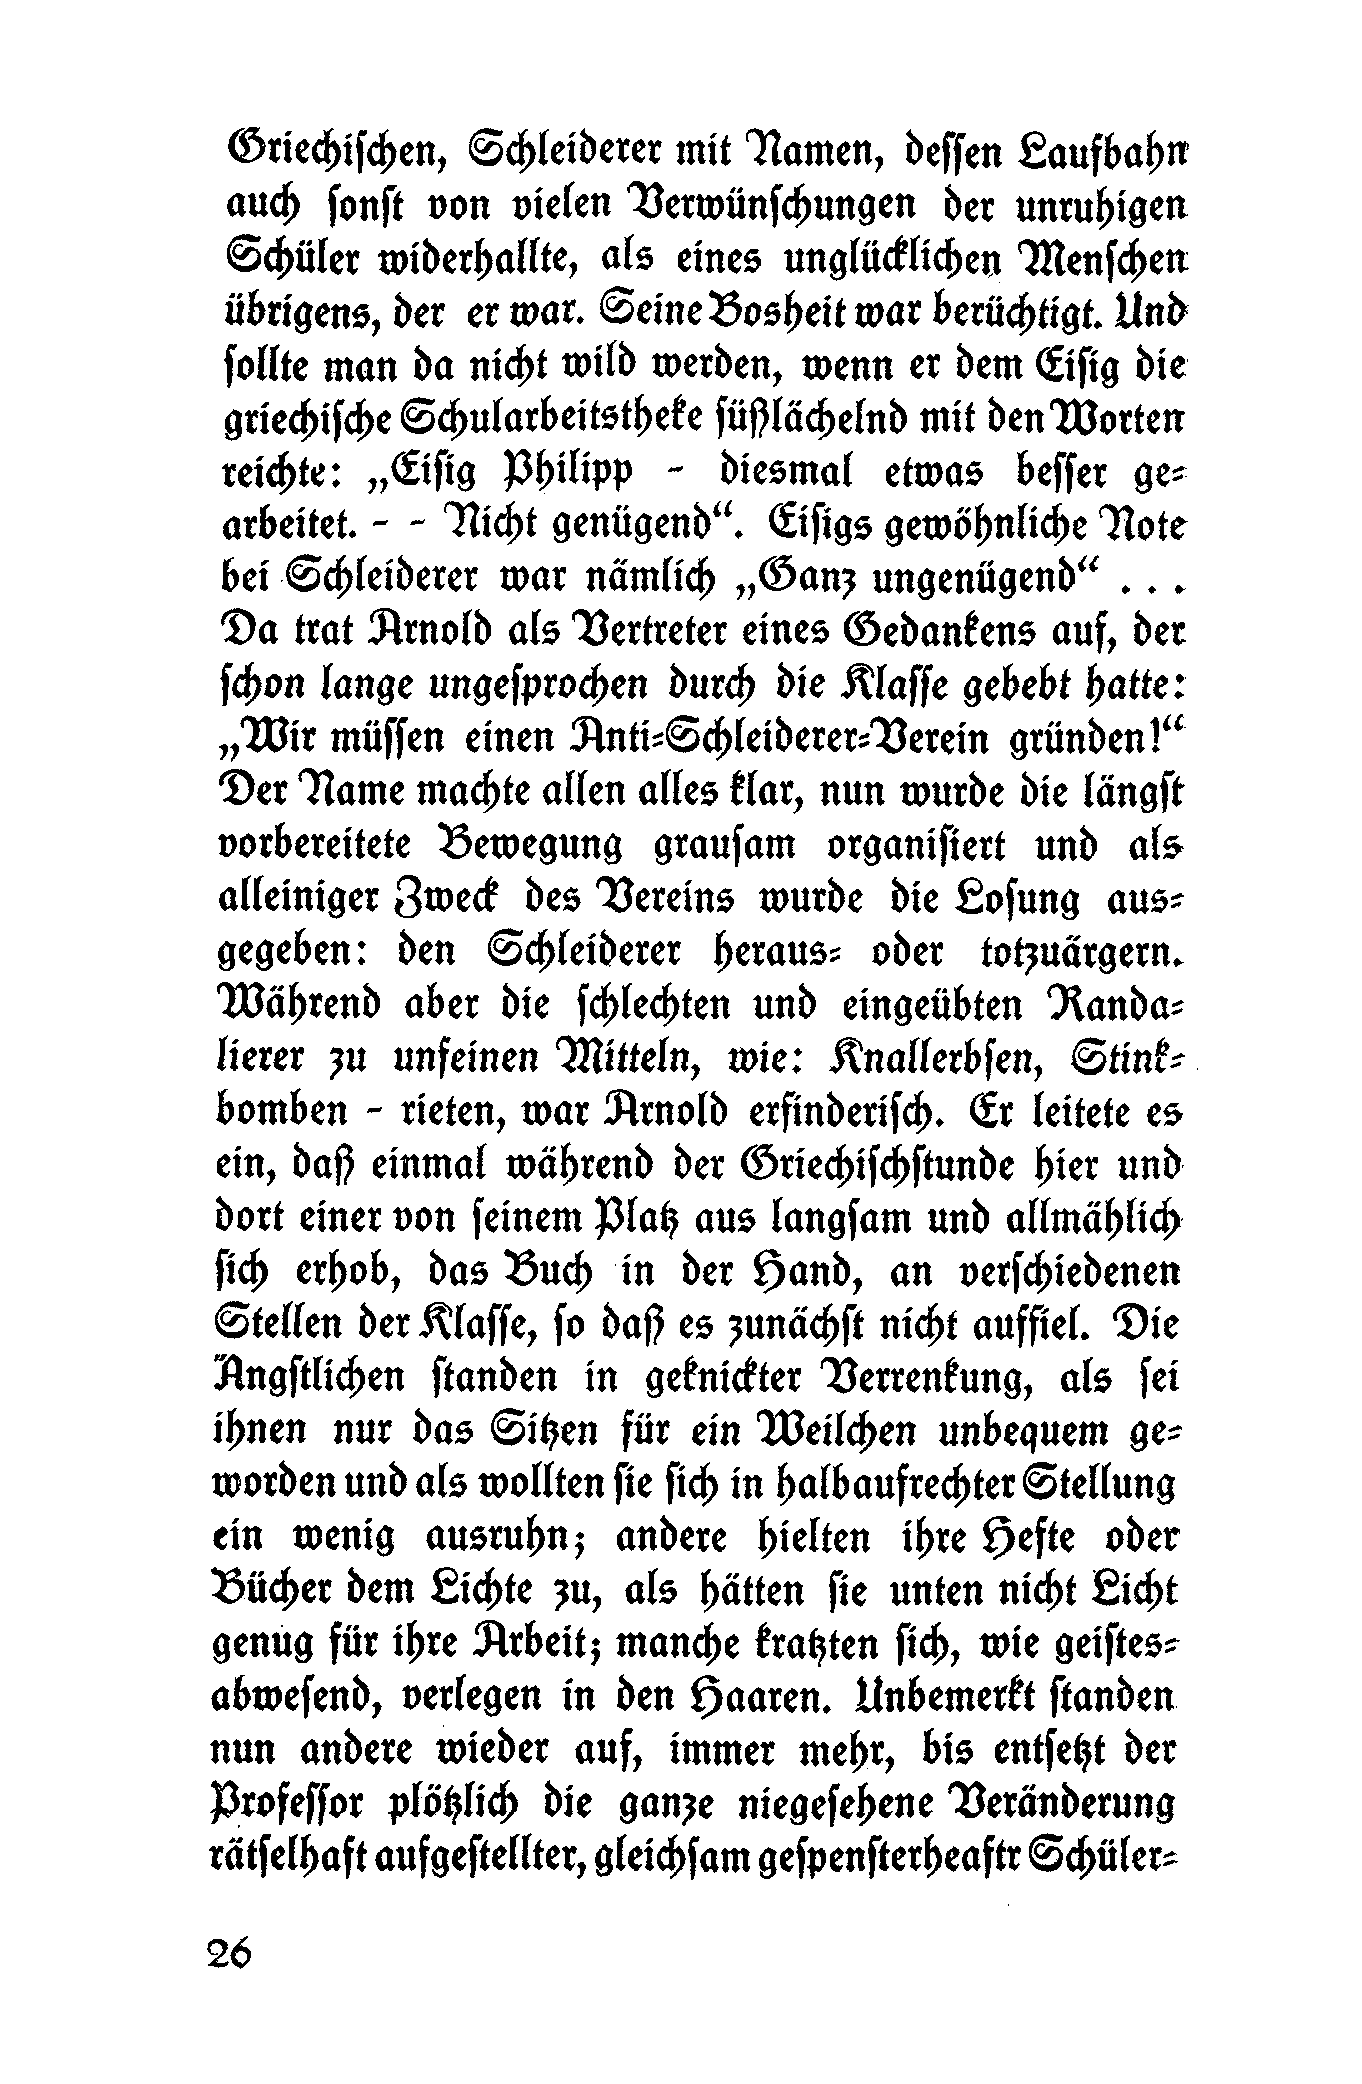 Griechischen, Schleiderer mit Namen, dessen Laufbahn
auch sonst von vielen Verwünschungen der unruhigen
Schüler widerhallte, als eines unglücklichen Menschen
übrigens, der er war. Seine Bosheit war berüchtigt. Und
sollte man da nicht wild werden, wenn er dem Eisig die
griechische Schularbeitstheke süßlächelnd mit den Worten
reichte: „Eisig Philipp - diesmal etwas besser ge-
arbeitet. - - Nicht genügend“. Eisigs gewöhnliche Note
bei Schleiderer war nämlich „Ganz ungenügend“ . . .
Da trat Arnold als Vertreter eines Gedankens auf, der
schon lange ungesprochen durch die Klasse gebebt hatte:
„Wir müssen einen Anti-Schleiderer-Verein gründen!“
Der Name machte allen alles klar, nun wurde die längst
vorbereitete Bewegung grausam organisiert und als
alleiniger Zweck des Vereins wurde die Losung aus-
gegeben: den Schleiderer heraus- oder totzuärgern.
Während aber die schlechten und eingeübten Randa-
lierer zu unfeinen Mitteln, wie: Knallerbsen, Stink-
bomben - rieten, war Arnold erfinderisch. Er leitete es
ein, daß einmal während der Griechischstunde hier und
dort einer von seinem Platz aus langsam und allmählich
sich erhob, das Buch in der Hand, an verschiedenen
Stellen der Klasse, so daß es zunächst nicht auffiel. Die
Ängstlichen standen in geknickter Verrenkung, als sei
ihnen nur das Sitzen für ein Weilchen unbequem ge-
worden und als wollten sie sich in halbaufrechter Stellung
ein wenig ausruhn; andere hielten ihre Hefte oder
Bücher dem Lichte zu, als hätten sie unten nicht Licht
genug für ihre Arbeit; manche kratzten sich, wie geistes-
abwesend, verlegen in den Haaren. Unbemerkt standen
nun andere wieder auf, immer mehr, bis entsetzt der
Professor plötzlich die ganze niegesehene Veränderung
rätselhaft aufgestellter, gleichsam gespensterheaftr Schüler-
26